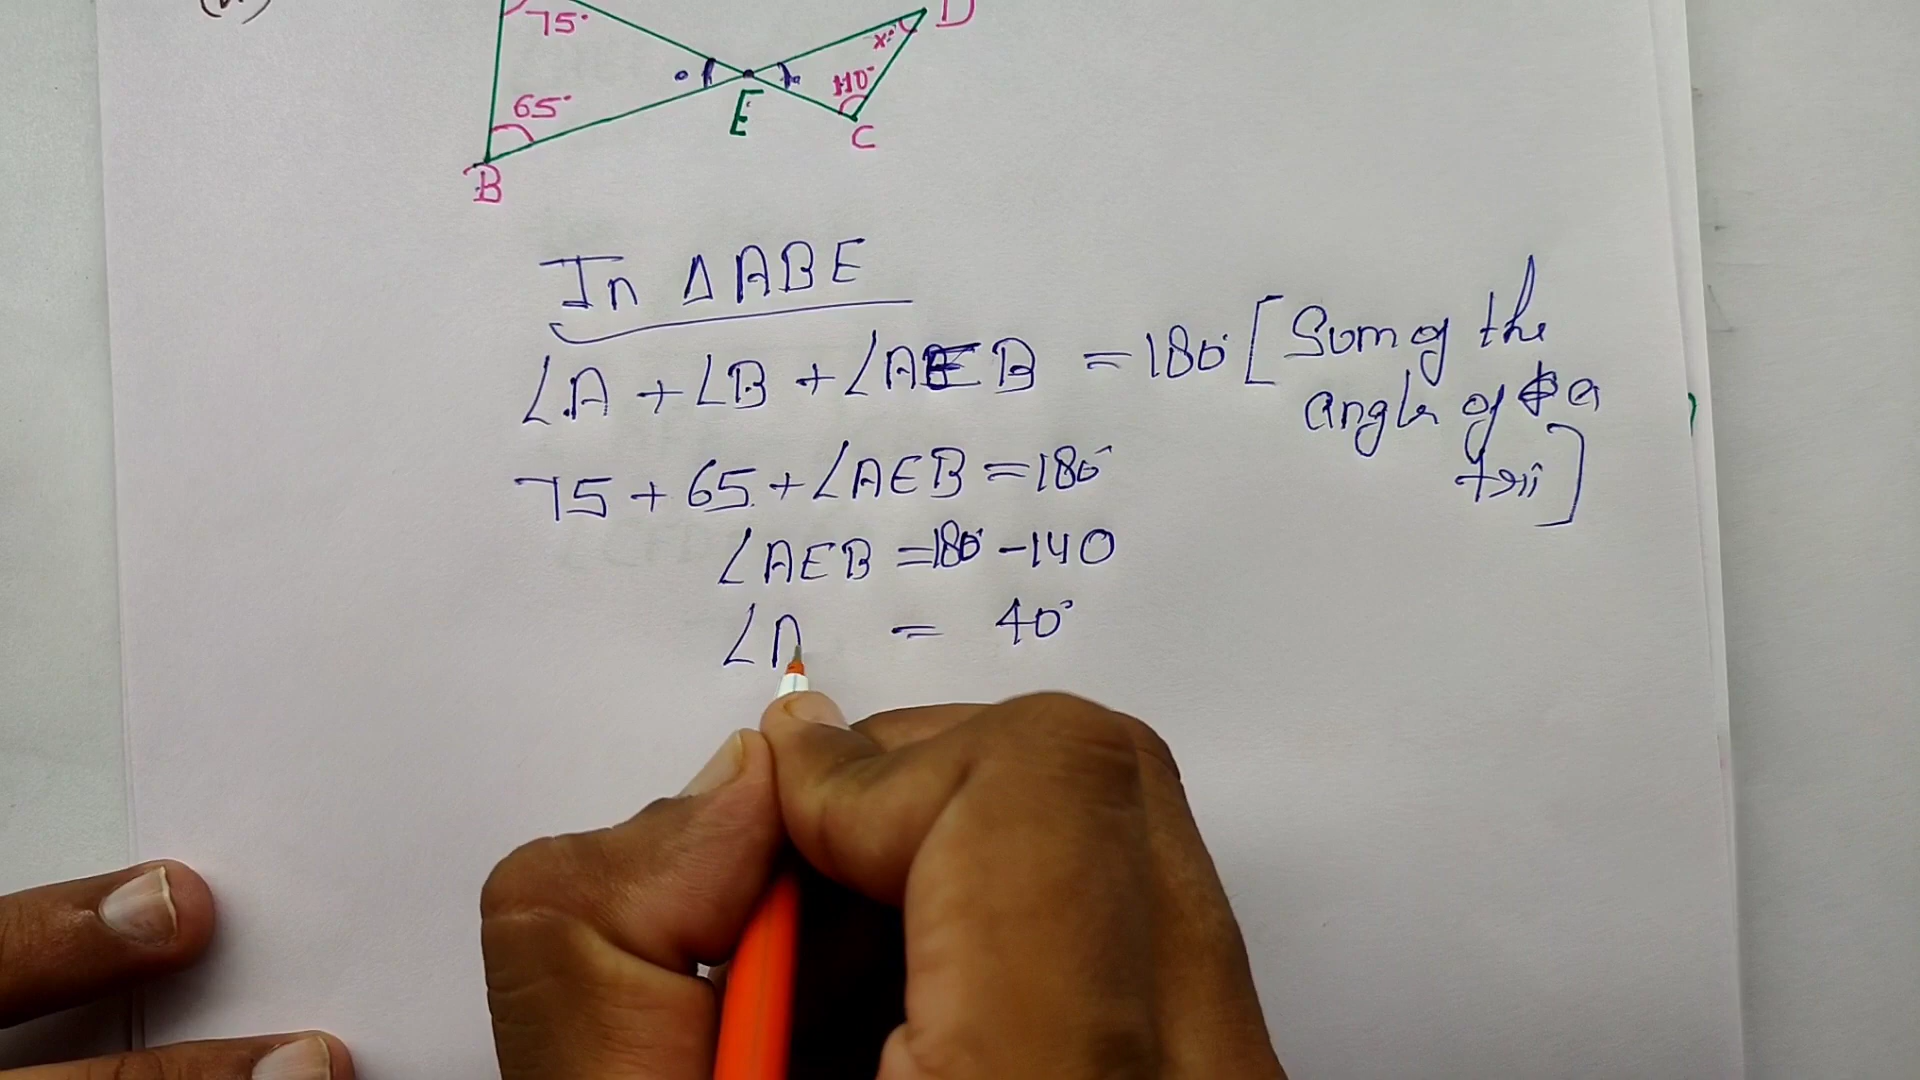 75°
D
x°
110°
65°
E
C
B
In ΔABE
∠A + ∠B + ∠AEB = 180° [Sum of the
angle of a
tri]
75 + 65 + ∠AEB = 180°
∠AEB = 180° - 140
∠A = 40°